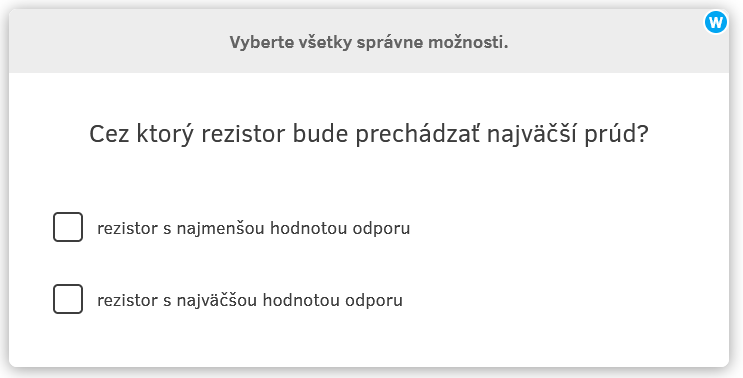 W
Vyberte všetky správne možnosti.
Cez ktorý rezistor bude prechádzať najväčší prúd?
rezistor s najmenšou hodnotou odporu
rezistor s najväčšou hodnotou odporu